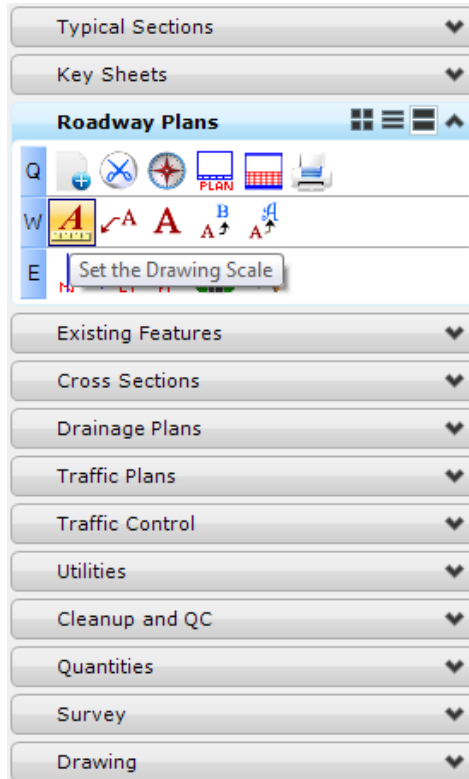 Typical Sections
Key Sheets
Roadway Plans
Q PLAN
W A A A A B A A
E Set the Drawing Scale
Existing Features
Cross Sections
Drainage Plans
Traffic Plans
Traffic Control
Utilities
Cleanup and QC
Quantities
Survey
Drawing